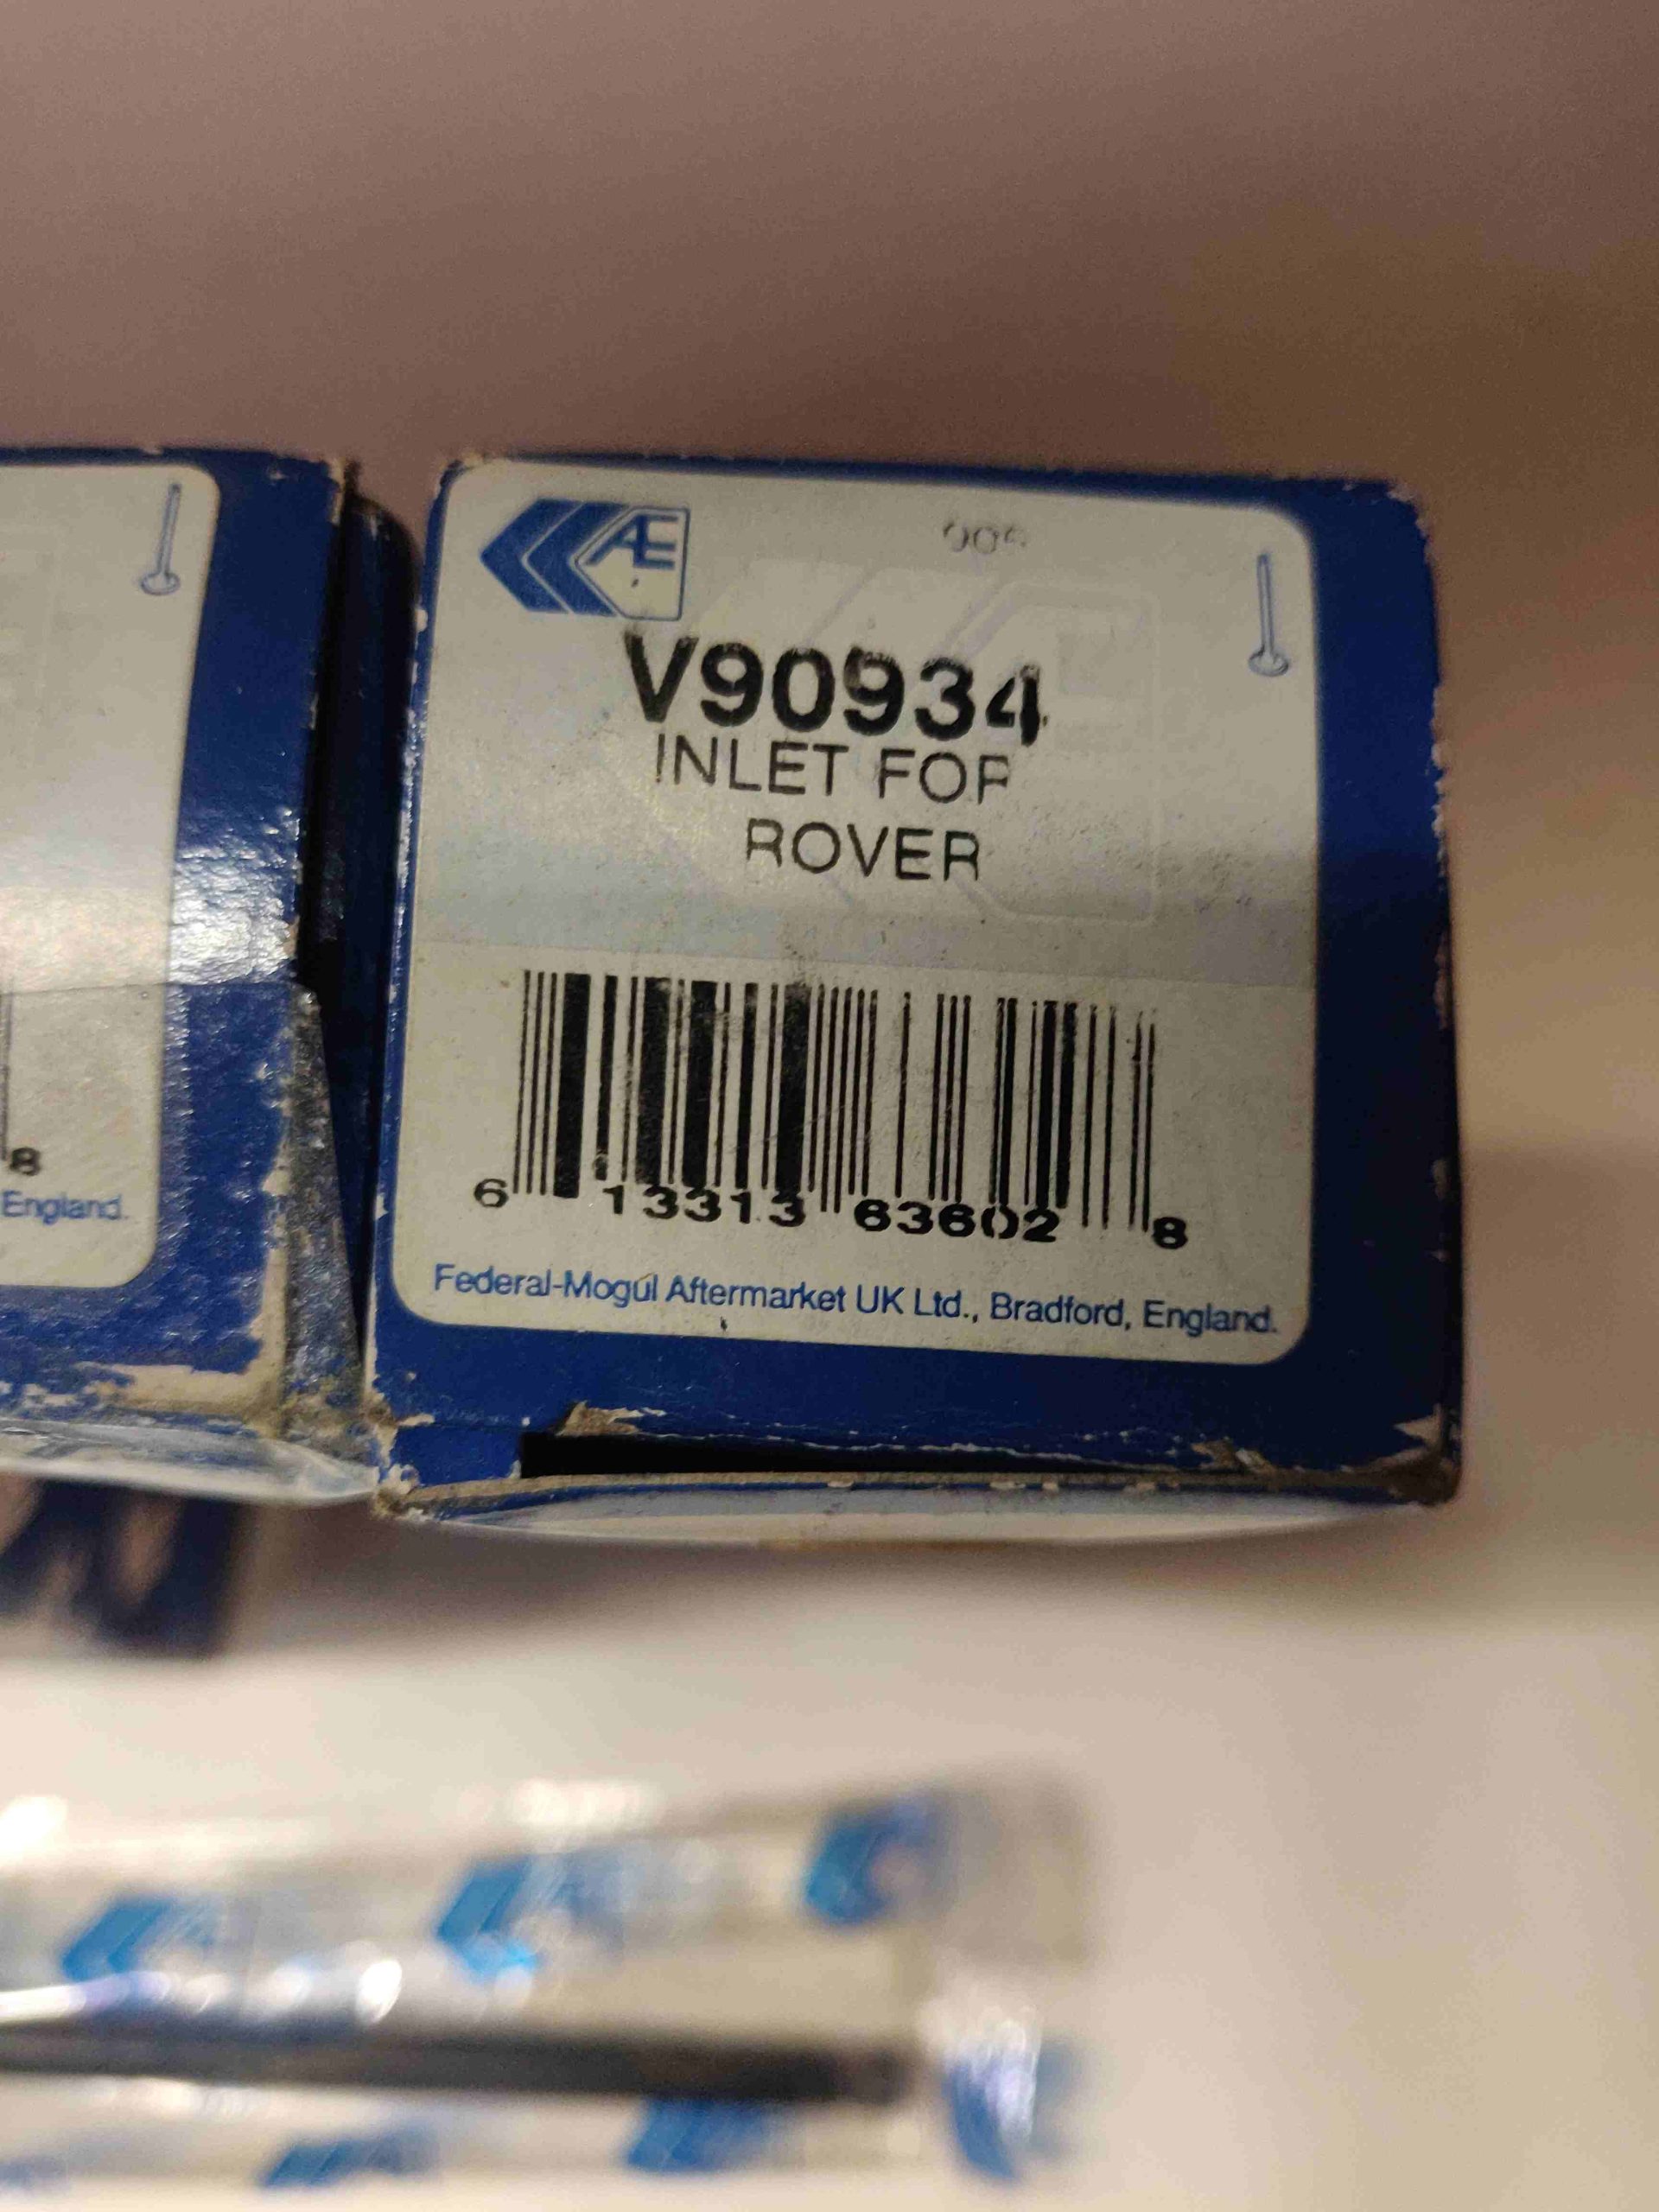 AE
V90934
INLET FOR
ROVER
6 13313 63602 8
Federal-Mogul Aftermarket UK Ltd., Bradford, England.
8
England.